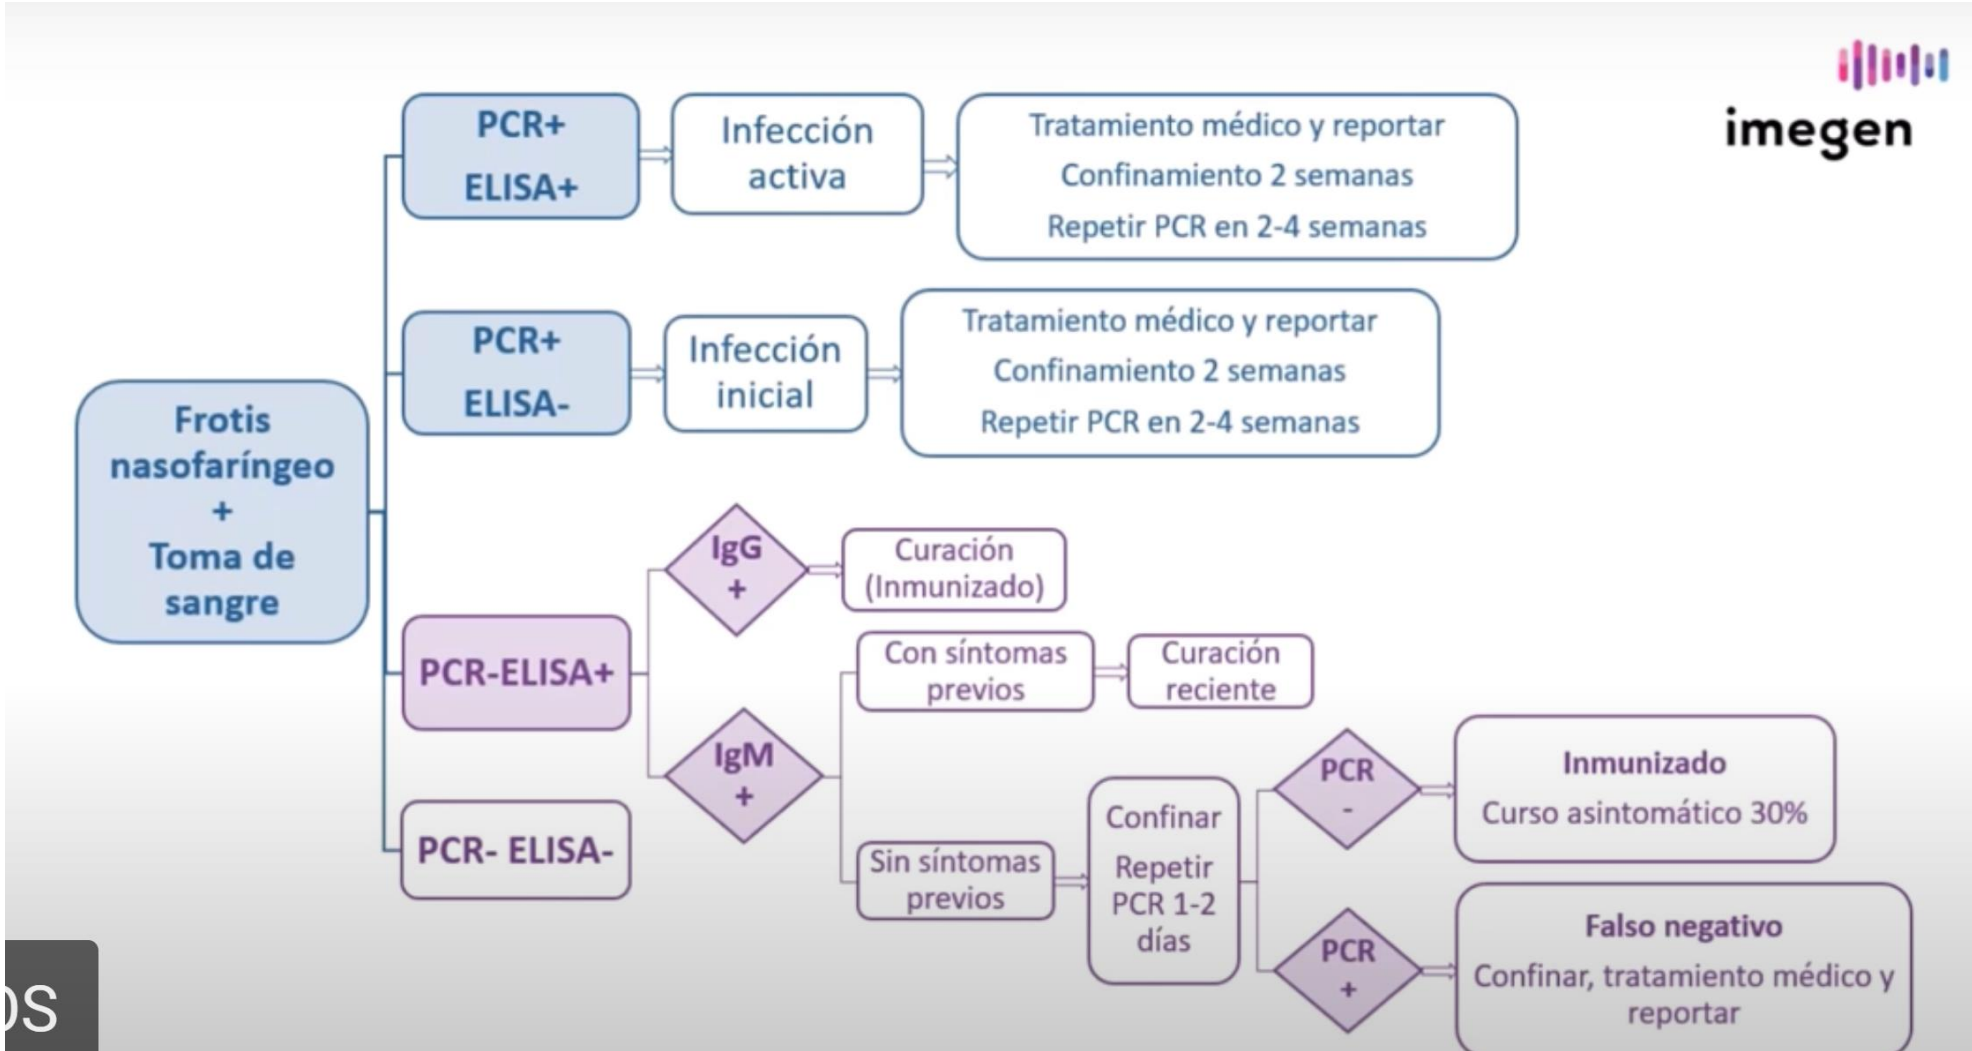 imegen
Frotis
nasofaríngeo
+
Toma de
sangre
PCR+
ELISA+
Infección
activa
Tratamiento médico y reportar
Confinamiento 2 semanas
Repetir PCR en 2-4 semanas
PCR+
ELISA-
Infección
inicial
Tratamiento médico y reportar
Confinamiento 2 semanas
Repetir PCR en 2-4 semanas
PCR-ELISA+
IgG
+
Curación
(Inmunizado)
IgM
+
Con síntomas
previos
Curación
reciente
Sin síntomas
previos
Confinar
Repetir
PCR 1-2
días
PCR
-
Inmunizado
Curso asintomático 30%
PCR
+
Falso negativo
Confinar, tratamiento médico y
reportar
PCR- ELISA-